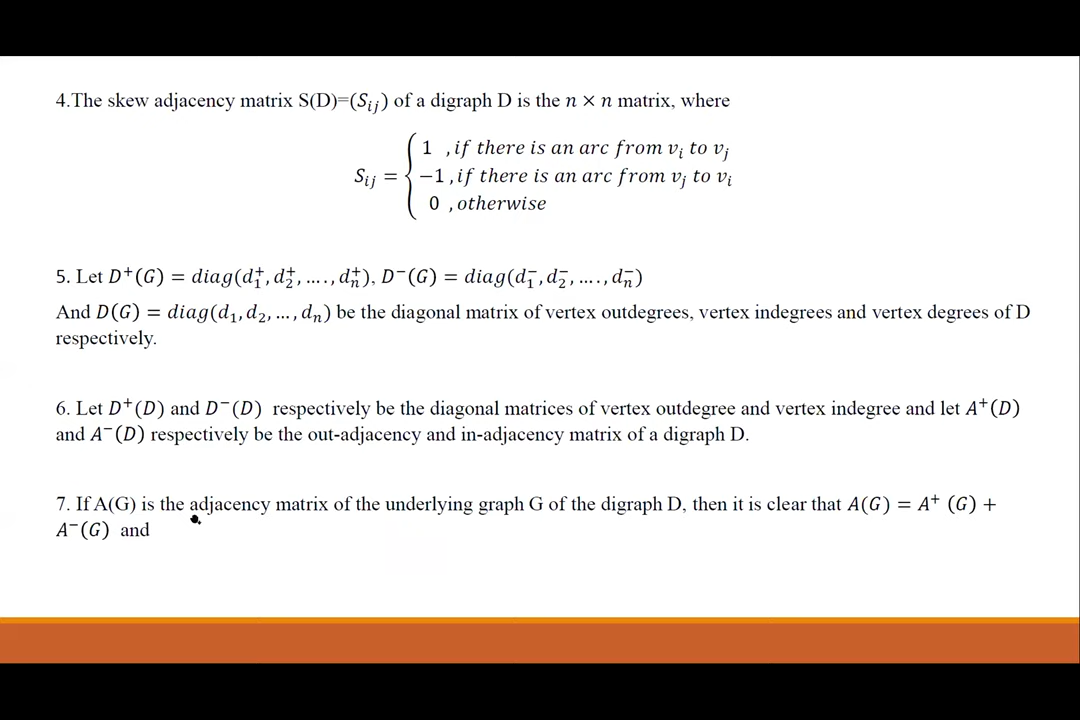 4.The skew adjacency matrix S(D)=(S_{ij}) of a digraph D is the n × n matrix, where
S_{ij} = { 1 , if there is an arc from v_i to v_j
−1 , if there is an arc from v_j to v_i
0 , otherwise
5. Let D⁺(G) = diag(d₁⁺, d₂⁺, …., dₙ⁺), D⁻(G) = diag(d₁⁻, d₂⁻, …., dₙ⁻)
And D(G) = diag(d₁, d₂, …, dₙ) be the diagonal matrix of vertex outdegrees, vertex indegrees and vertex degrees of D
respectively.
6. Let D⁺(D) and D⁻(D) respectively be the diagonal matrices of vertex outdegree and vertex indegree and let A⁺(D)
and A⁻(D) respectively be the out-adjacency and in-adjacency matrix of a digraph D.
7. If A(G) is the adjacency matrix of the underlying graph G of the digraph D, then it is clear that A(G) = A⁺ (G) +
A⁻(G) and